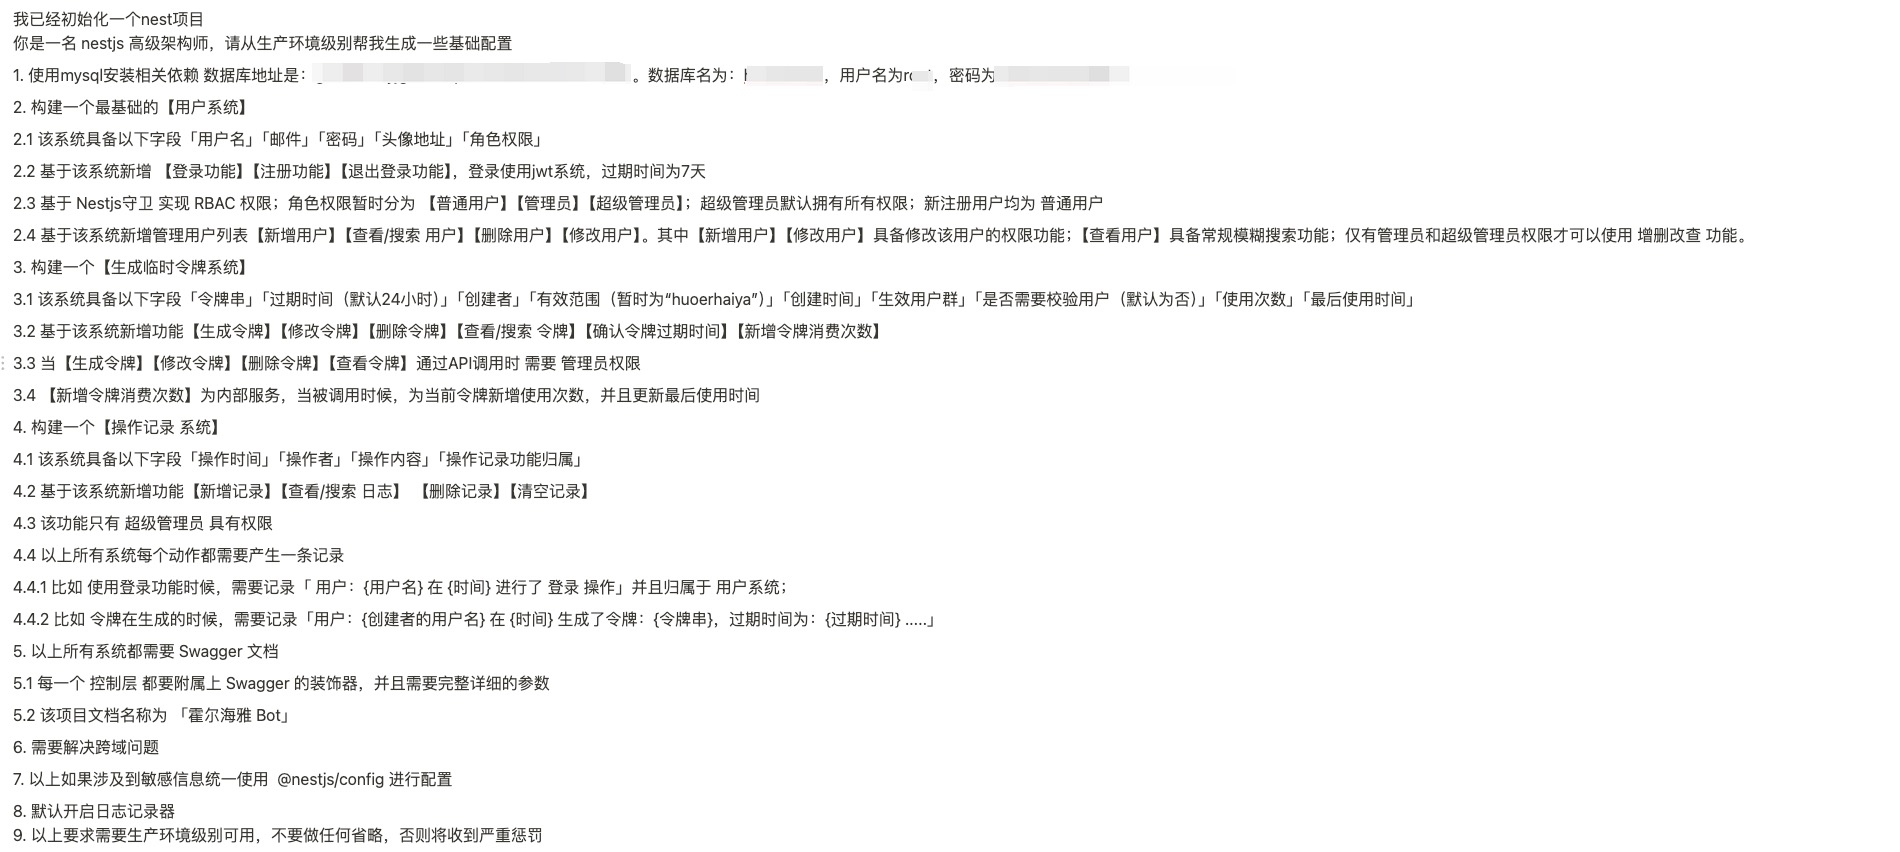 我已经初始化一个nest项目
你是一名 nestjs 高级架构师，请从生产环境级别帮我生成一些基础配置
1. 使用mysql安装相关依赖 数据库地址是： 。数据库名为： ，用户名为 ，密码为
2. 构建一个最基础的【用户系统】
2.1 该系统具备以下字段「用户名」「邮件」「密码」「头像地址」「角色权限」
2.2 基于该系统新增 【登录功能】【注册功能】【退出登录功能】，登录使用jwt系统，过期时间为7天
2.3 基于 Nestjs守卫 实现 RBAC 权限；角色权限暂时分为 【普通用户】【管理员】【超级管理员】；超级管理员默认拥有所有权限；新注册用户均为 普通用户
2.4 基于该系统新增管理用户列表【新增用户】【查看/搜索 用户】【删除用户】【修改用户】。其中【新增用户】【修改用户】具备修改该用户的权限功能；【查看用户】具备常规模糊搜索功能；仅有管理员和超级管理员权限才可以使用 增删改查 功能。
3. 构建一个【生成临时令牌系统】
3.1 该系统具备以下字段「令牌串」「过期时间（默认24小时）」「创建者」「有效范围（暂时为“huoerhaiya”）」「创建时间」「生效用户群」「是否需要校验用户（默认为否）」「使用次数」「最后使用时间」
3.2 基于该系统新增功能【生成令牌】【修改令牌】【删除令牌】【查看/搜索 令牌】【确认令牌过期时间】【新增令牌消费次数】
3.3 当【生成令牌】【修改令牌】【删除令牌】【查看令牌】通过API调用时 需要 管理员权限
3.4 【新增令牌消费次数】为内部服务，当被调用时候，为当前令牌新增使用次数，并且更新最后使用时间
4. 构建一个【操作记录 系统】
4.1 该系统具备以下字段「操作时间」「操作者」「操作内容」「操作记录功能归属」
4.2 基于该系统新增功能【新增记录】【查看/搜索 日志】 【删除记录】【清空记录】
4.3 该功能只有 超级管理员 具有权限
4.4 以上所有系统每个动作都需要产生一条记录
4.4.1 比如 使用登录功能时候，需要记录「 用户：{用户名} 在 {时间} 进行了 登录 操作」并且归属于 用户系统；
4.4.2 比如 令牌在生成的时候，需要记录「用户：{创建者的用户名} 在 {时间} 生成了令牌：{令牌串}，过期时间为：{过期时间} .....」
5. 以上所有系统都需要 Swagger 文档
5.1 每一个 控制层 都要附属上 Swagger 的装饰器，并且需要完整详细的参数
5.2 该项目文档名称为 「霍尔海雅 Bot」
6. 需要解决跨域问题
7. 以上如果涉及到敏感信息统一使用 @nestjs/config 进行配置
8. 默认开启日志记录器
9. 以上要求需要生产环境级别可用，不要做任何省略，否则将收到严重惩罚